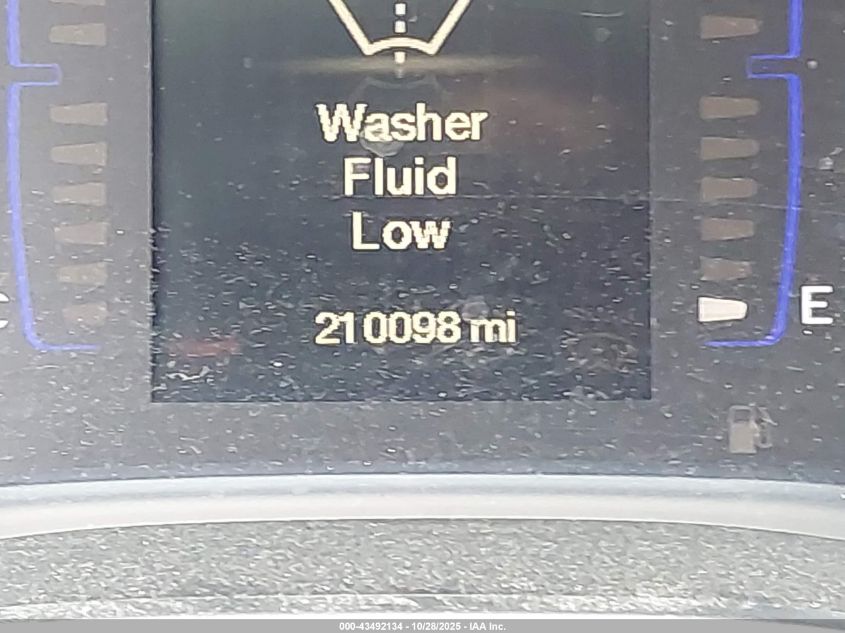 Washer
Fluid
Low
210098 mi
E
000-43492134 - 10/28/2025 - IAA Inc.